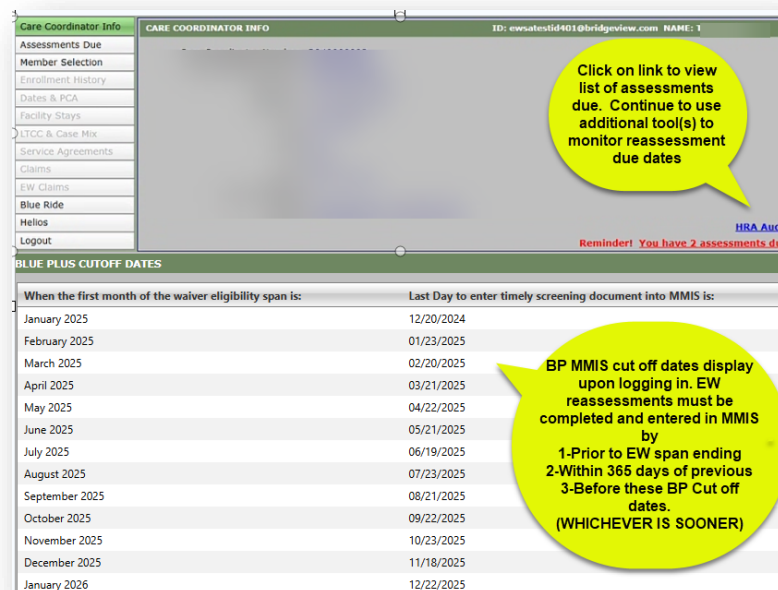 Care Coordinator Info
Assessments Due
Member Selection
Enrollment History
Dates & PCA
Facility Stays
LTCC & Case Mix
Service Agreements
Claims
EW Claims
Blue Ride
Helios
Logout
CARE COORDINATOR INFO
ID: ewsatestid401@bridgeview.com NAME: T
Click on link to view
list of assessments
due. Continue to use
additional tool(s) to
monitor reassessment
due dates
HRA Auc
Reminder! You have 2 assessments du
BLUE PLUS CUTOFF DATES
When the first month of the waiver eligibility span is: Last Day to enter timely screening document into MMIS is:
January 2025 12/20/2024
February 2025 01/23/2025
March 2025 02/20/2025
April 2025 03/21/2025
May 2025 04/22/2025
June 2025 05/21/2025
July 2025 06/19/2025
August 2025 07/23/2025
September 2025 08/21/2025
October 2025 09/22/2025
November 2025 10/23/2025
December 2025 11/18/2025
January 2026 12/22/2025
BP MMIS cut off dates display
upon logging in. EW
reassessments must be
completed and entered in MMIS
by
1-Prior to EW span ending
2-Within 365 days of previous
3-Before these BP Cut off
dates.
(WHICHEVER IS SOONER)